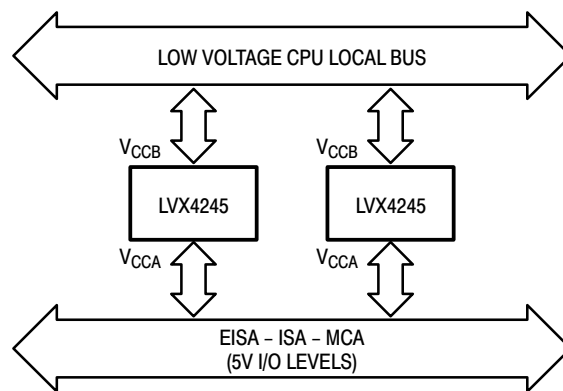 LOW VOLTAGE CPU LOCAL BUS
VCCB VCCB
LVX4245 LVX4245
VCCA VCCA
EISA – ISA – MCA
(5V I/O LEVELS)